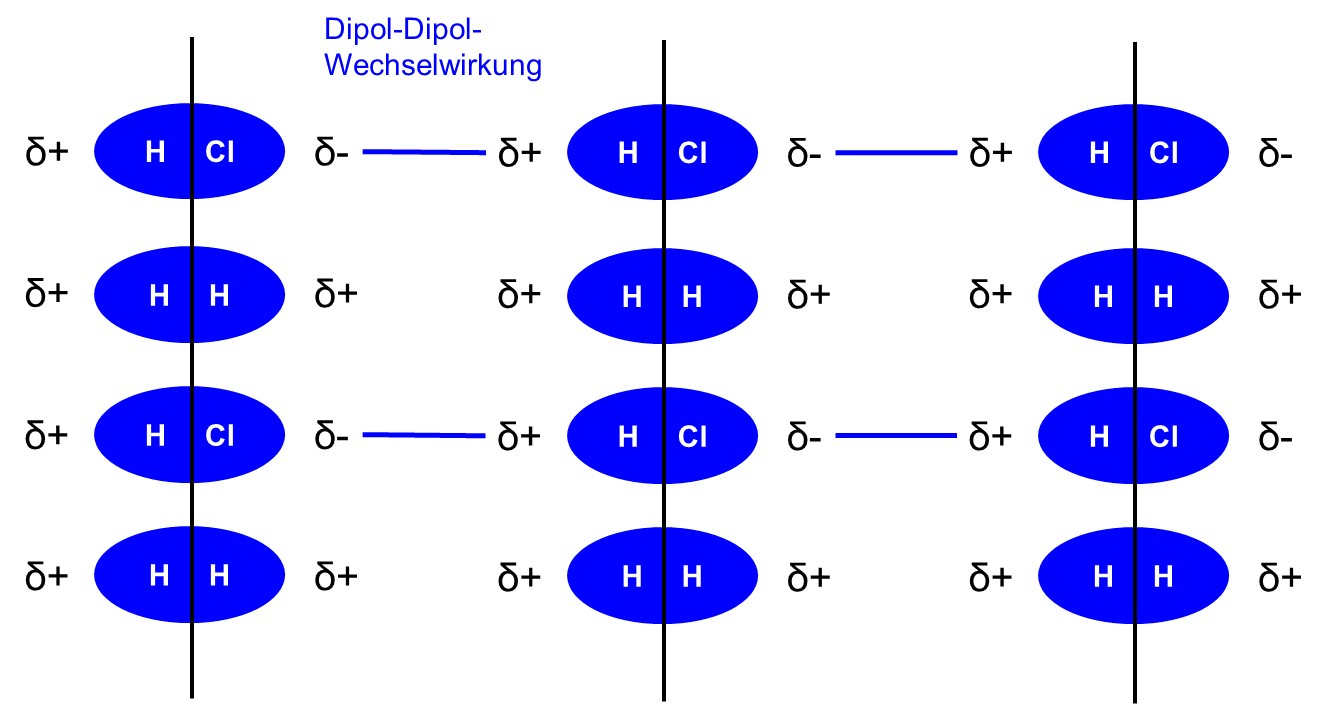 Dipol-Dipol-
Wechselwirkung
δ+ H Cl δ- δ+ H Cl δ- δ+ H Cl δ-
δ+ H H δ+ δ+ H H δ+ δ+ H H δ+
δ+ H Cl δ- δ+ H Cl δ- δ+ H Cl δ-
δ+ H H δ+ δ+ H H δ+ δ+ H H δ+